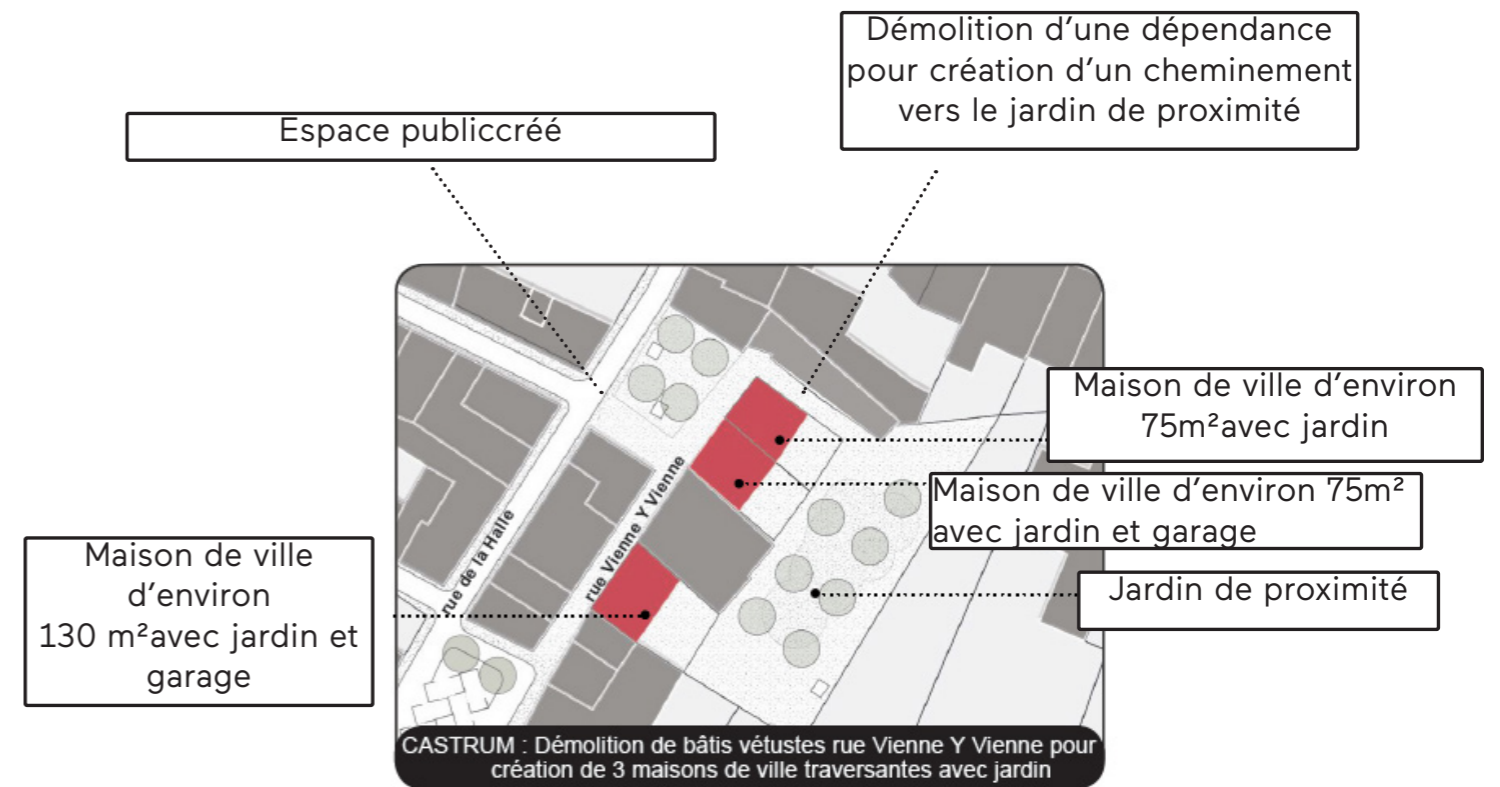 Démolition d'une dépendance
pour création d'un cheminement
vers le jardin de proximité
Espace publiccréé
Maison de ville d'environ
75m²avec jardin
Maison de ville d'environ 75m²
avec jardin et garage
Jardin de proximité
Maison de ville
d'environ
130 m²avec jardin et
garage
rue de la Halle
rue Vienne Y Vienne
CASTRUM : Démolition de bâtis vétustes rue Vienne Y Vienne pour
création de 3 maisons de ville traversantes avec jardin